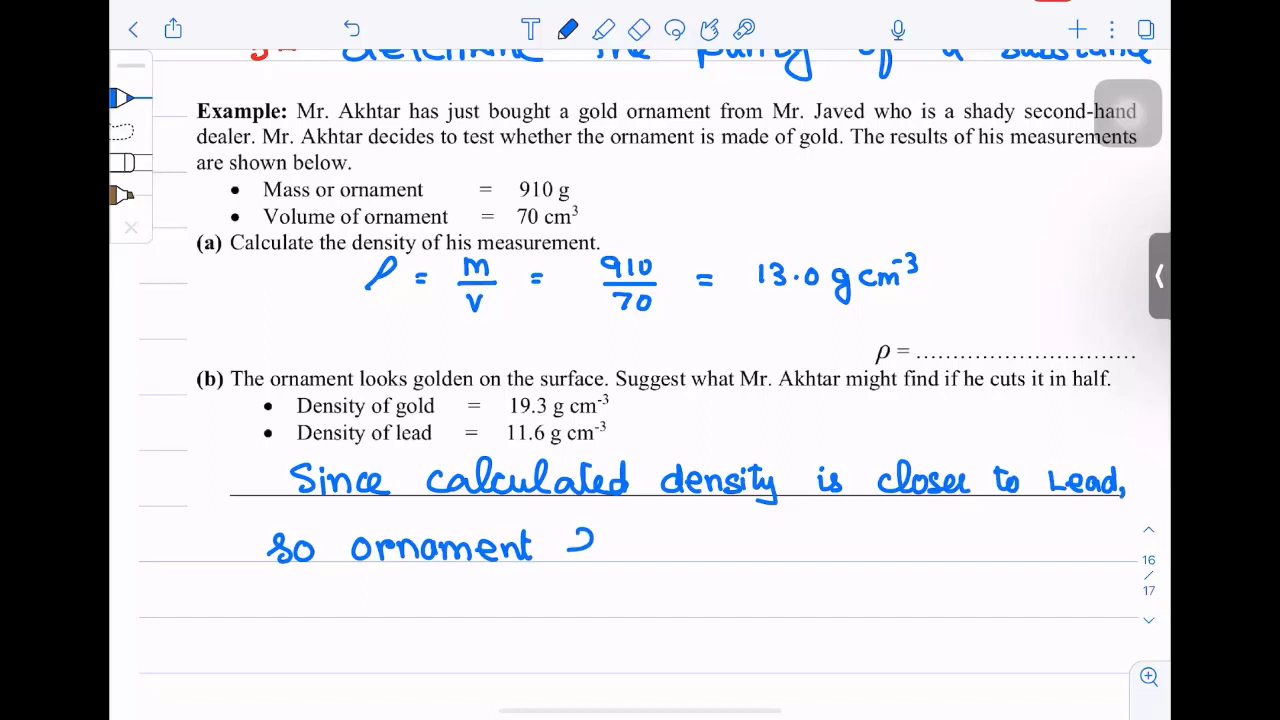 determine the purity of a substance
Example: Mr. Akhtar has just bought a gold ornament from Mr. Javed who is a shady second-hand
dealer. Mr. Akhtar decides to test whether the ornament is made of gold. The results of his measurements
are shown below.
• Mass or ornament = 910 g
• Volume of ornament = 70 cm³
(a) Calculate the density of his measurement.
ρ = m/v = 910/70 = 13.0 g cm⁻³
ρ = ..............................
(b) The ornament looks golden on the surface. Suggest what Mr. Akhtar might find if he cuts it in half.
• Density of gold = 19.3 g cm⁻³
• Density of lead = 11.6 g cm⁻³
Since calculated density is closer to Lead,
so ornament
16
/
17